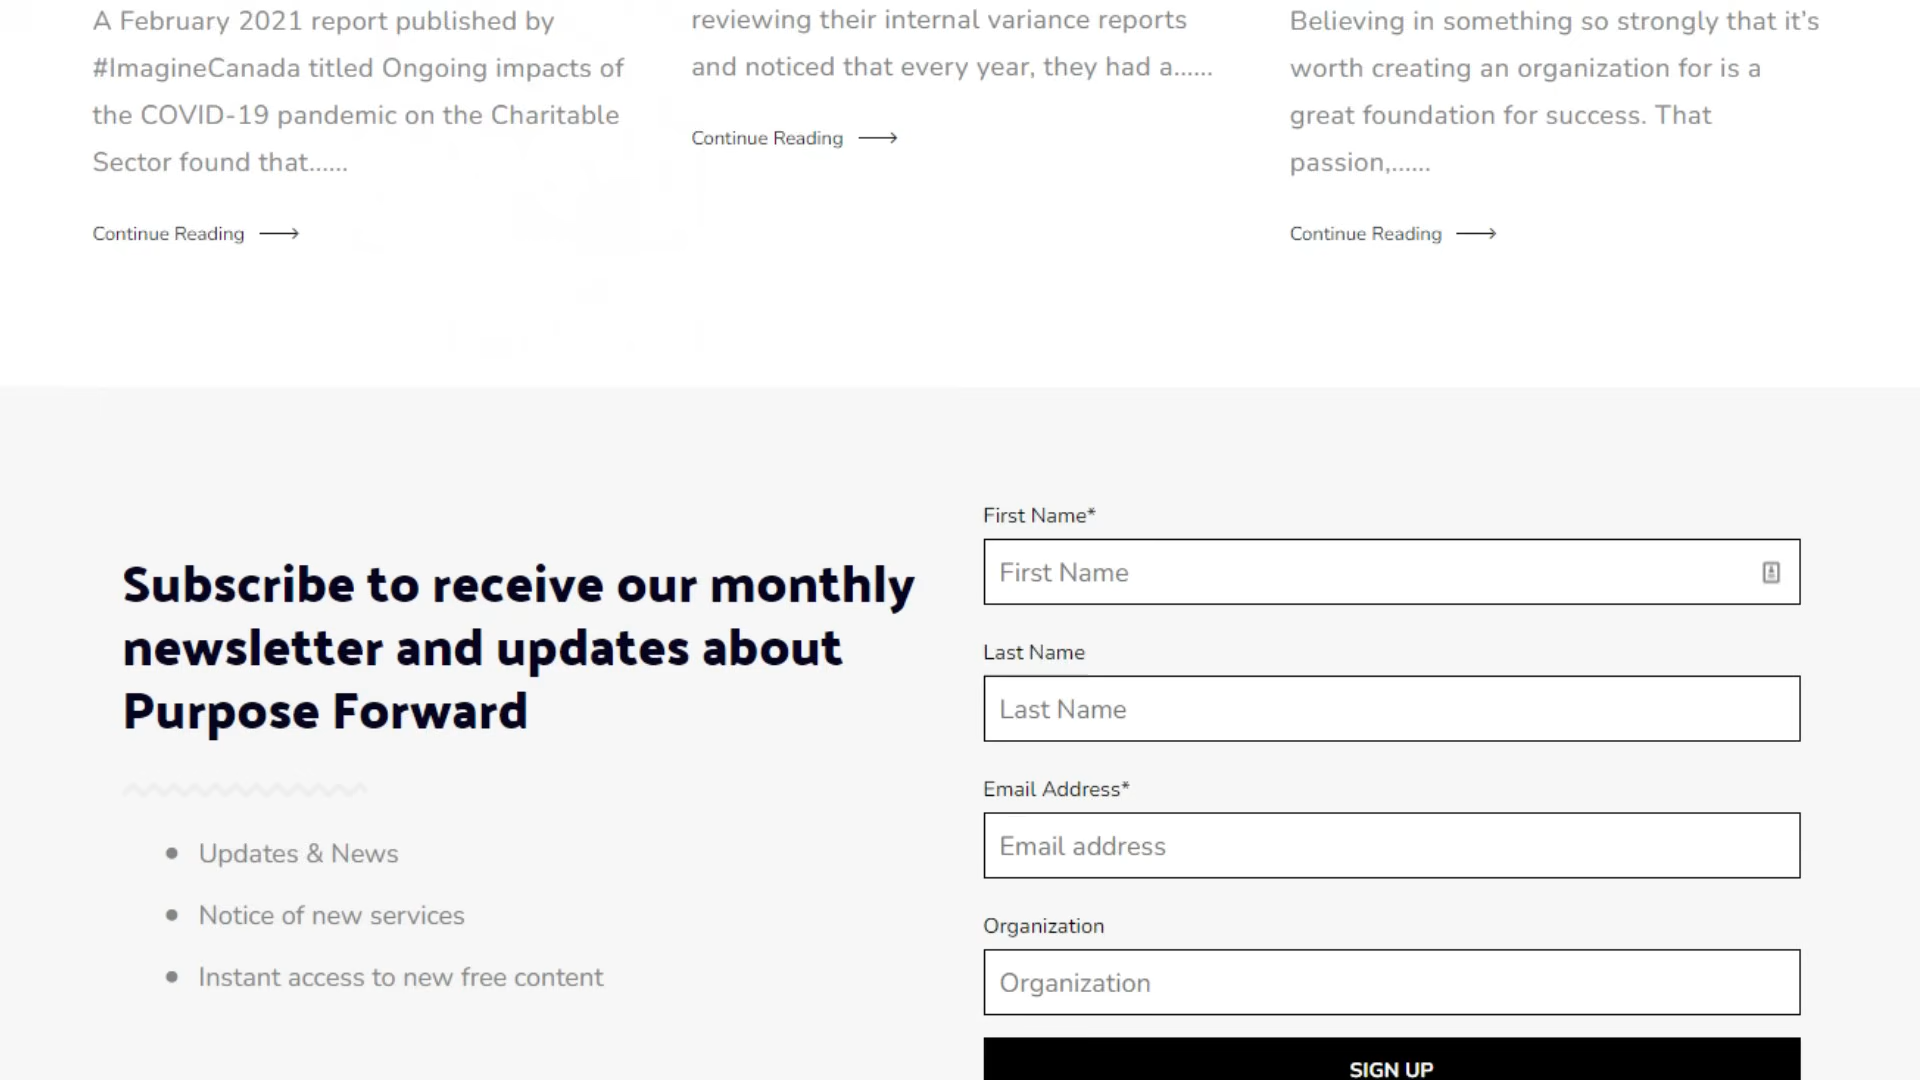 A February 2021 report published by
#ImagineCanada titled Ongoing impacts of
the COVID-19 pandemic on the Charitable
Sector found that......
Continue Reading
reviewing their internal variance reports
and noticed that every year, they had a......
Continue Reading
Believing in something so strongly that it's
worth creating an organization for is a
great foundation for success. That
passion,......
Continue Reading
Subscribe to receive our monthly
newsletter and updates about
Purpose Forward
Updates & News
Notice of new services
Instant access to new free content
First Name*
First Name
Last Name
Last Name
Email Address*
Email address
Organization
Organization
SIGN UP